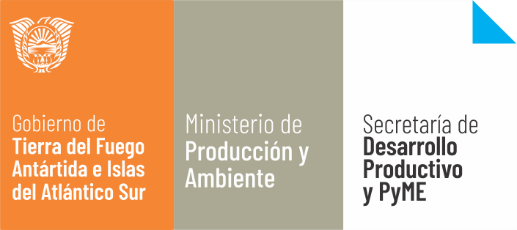 Gobierno de
Tierra del Fuego
Antártida e Islas
del Atlántico Sur
Ministerio de
Producción y
Ambiente
Secretaría de
Desarrollo
Productivo
y PyME